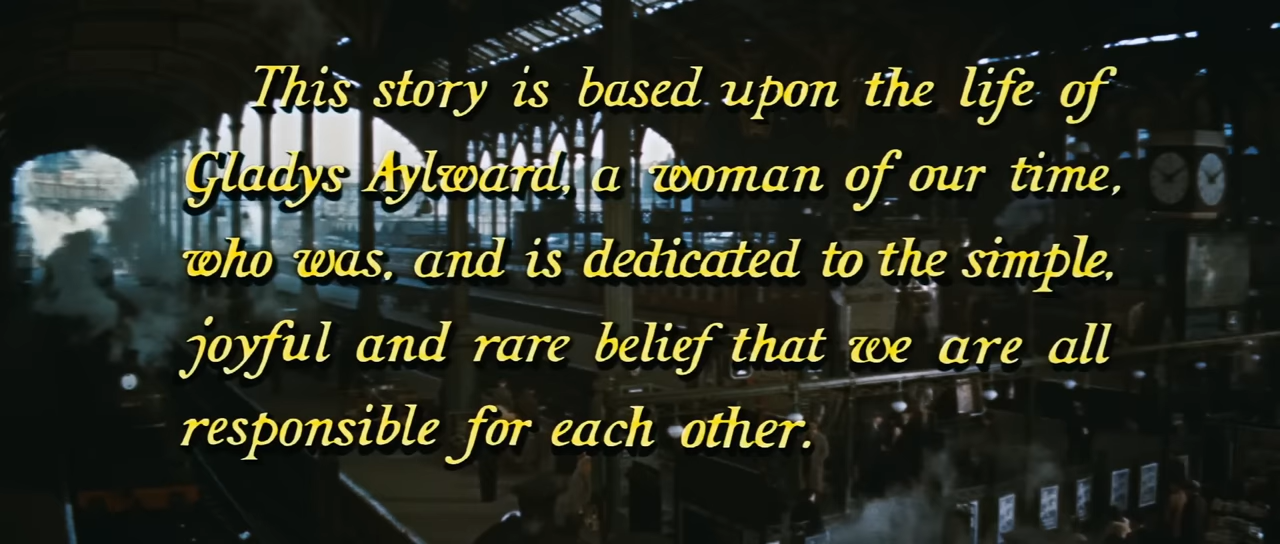 This story is based upon the life of
Gladys Aylward, a woman of our time,
who was, and is dedicated to the simple,
joyful and rare belief that we are all
responsible for each other.